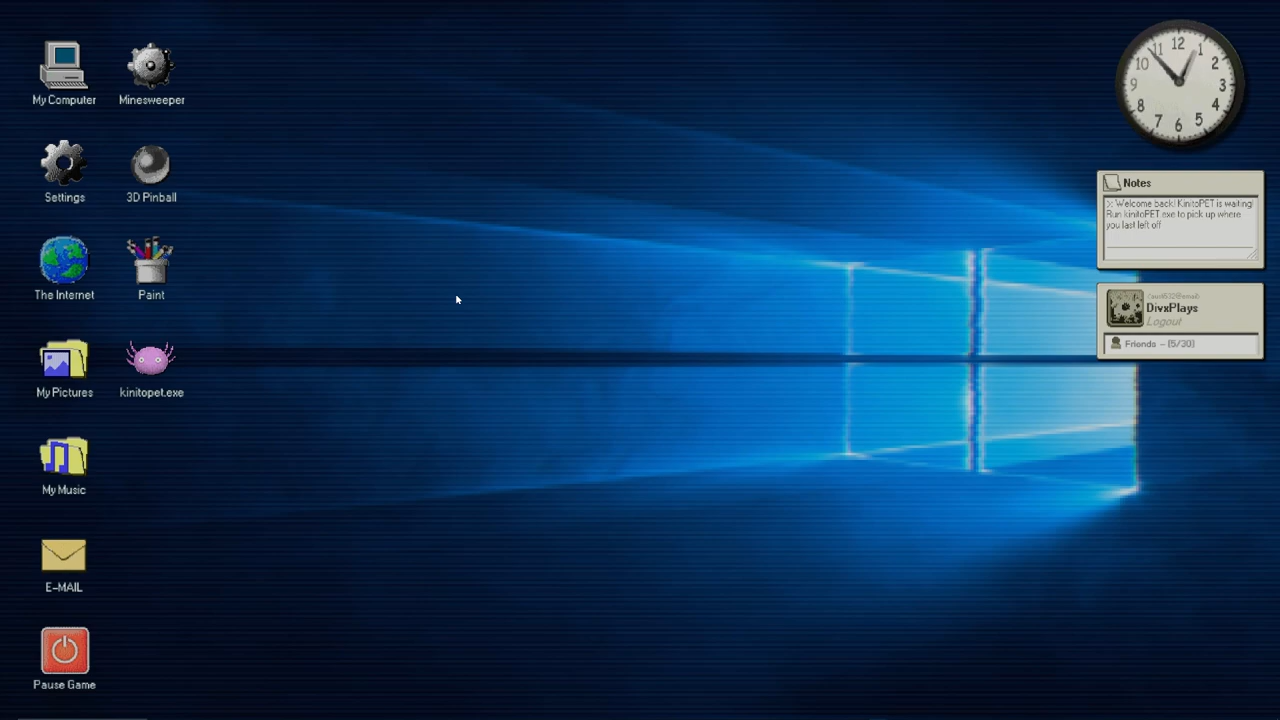 My Computer
Minesweeper
Settings
3D Pinball
The Internet
Paint
My Pictures
kinitopet.exe
My Music
E-MAIL
Pause Game
12
1
2
3
4
5
6
7
8
9
10
11
Notes
>: Welcome back! KinitoPET is waiting!
Run kinitoPET exe to pick up where
you last left off
DivxPlays
Logout
Friends - (5/30)